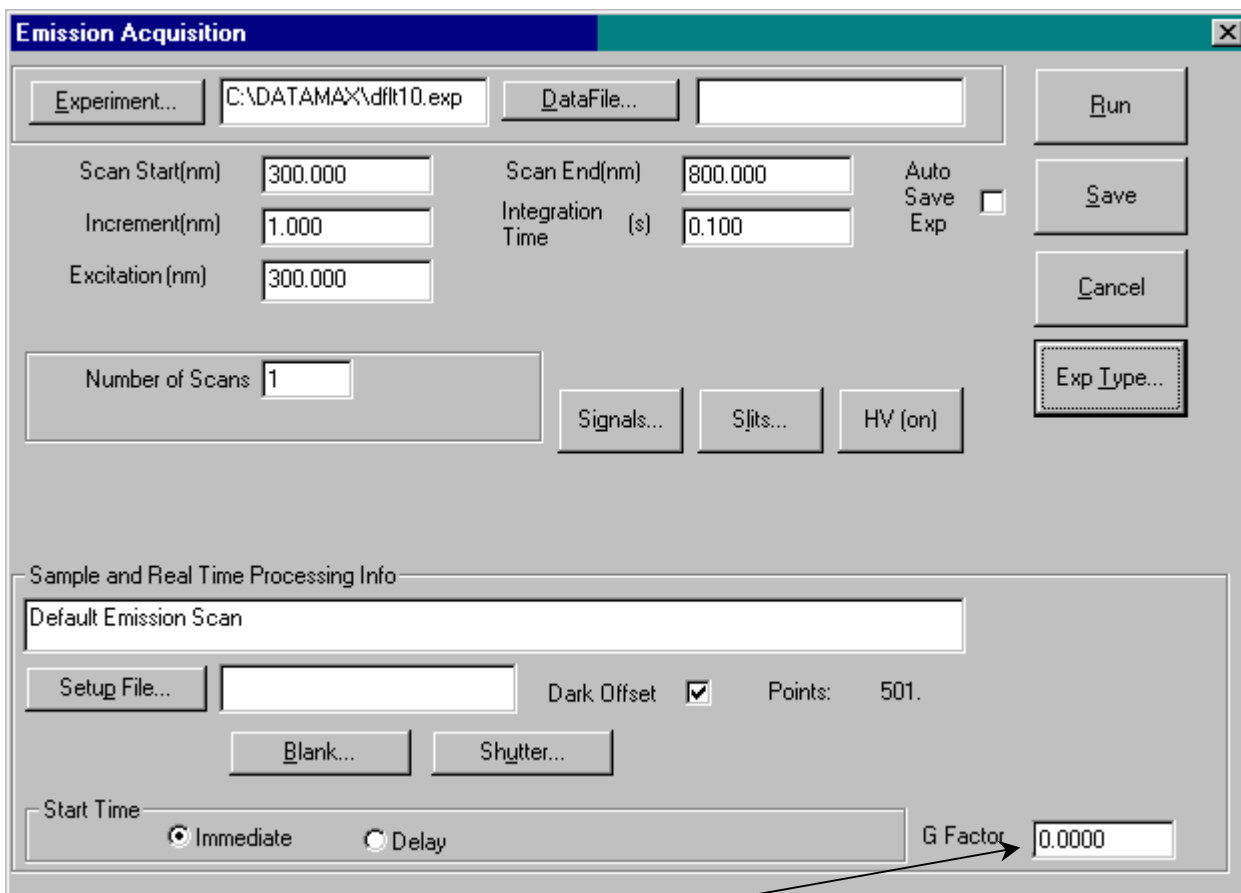 Emission Acquisition
Experiment... C:\DATAMAX\dflt10.exp DataFile... Run
Scan Start(nm) 300.000 Scan End(nm) 800.000 Auto Save Exp Save
Increment(nm) 1.000 Integration Time (s) 0.100
Excitation (nm) 300.000 Cancel
Number of Scans 1 Exp Type...
Signals... Slits... HV (on)
Sample and Real Time Processing Info
Default Emission Scan
Setup File... Dark Offset Points: 501.
Blank... Shutter...
Start Time
Immediate Delay G Factor 0.0000